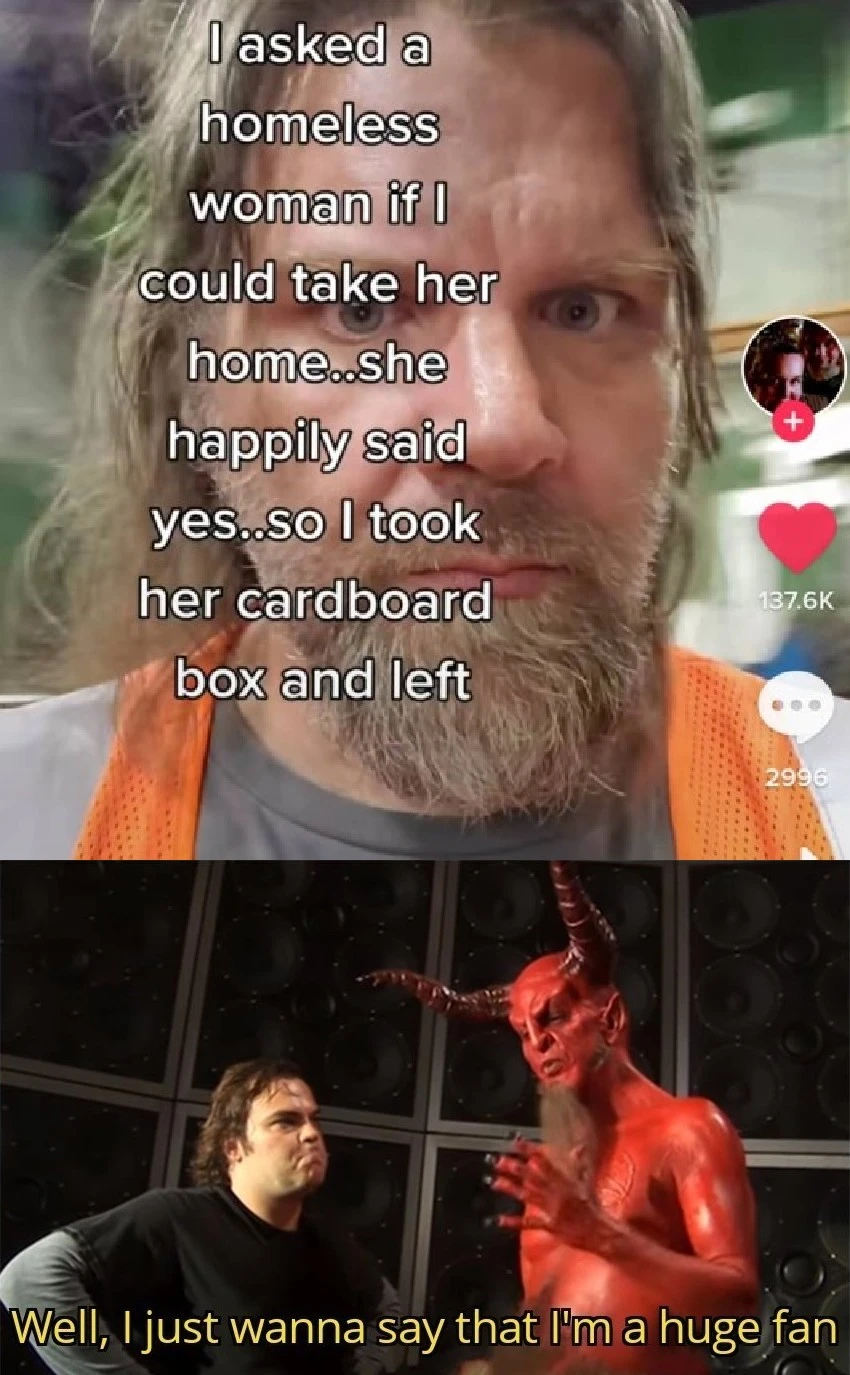 I asked a
homeless
woman if I
could take her
home..she
happily said
yes..so I took
her cardboard
box and left
137.6K
2996
Well, I just wanna say that I'm a huge fan